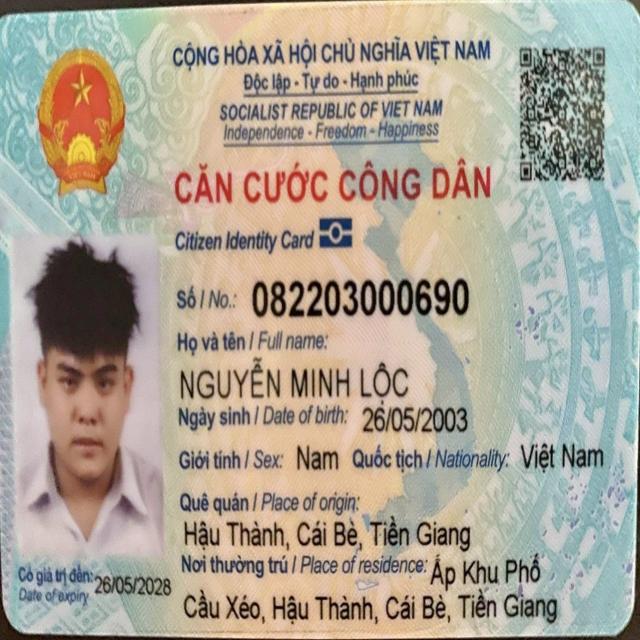 CỘNG HÒA XÃ HỘI CHỦ NGHĨA VIỆT NAM
Độc lập - Tự do - Hạnh phúc
SOCIALIST REPUBLIC OF VIET NAM
Independence - Freedom - Happiness
CĂN CƯỚC CÔNG DÂN
Citizen Identity Card
Số / No.: 082203000690
Họ và tên / Full name:
NGUYỄN MINH LỘC
Ngày sinh / Date of birth: 26/05/2003
Giới tính / Sex: Nam Quốc tịch / Nationality: Việt Nam
Quê quán / Place of origin:
Hậu Thành, Cái Bè, Tiền Giang
Nơi thường trú / Place of residence: Ấp Khu Phố
Cầu Xéo, Hậu Thành, Cái Bè, Tiền Giang
Có giá trị đến: 26/05/2028
Date of expiry